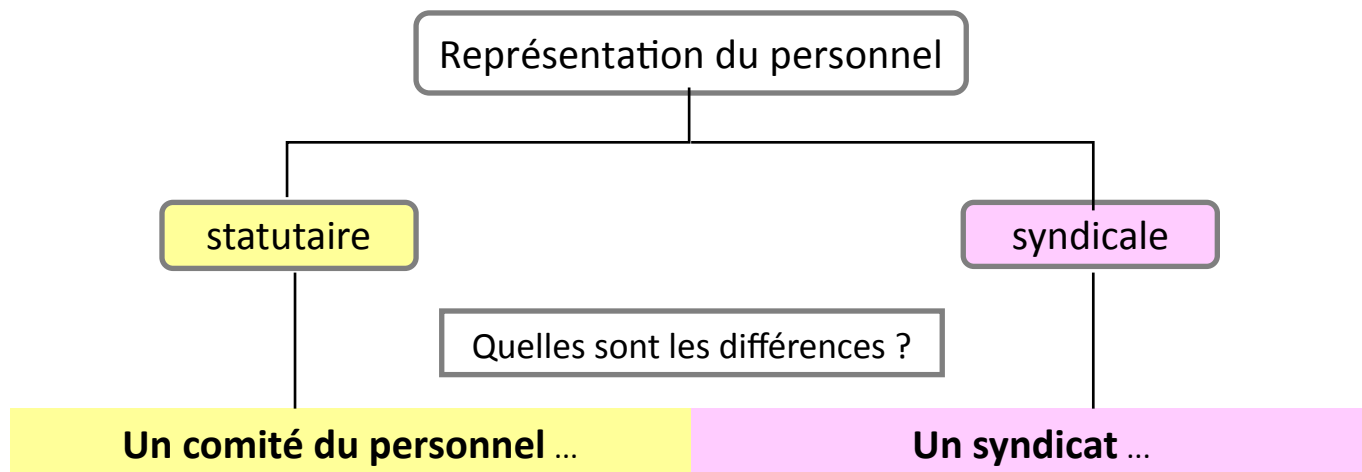 Représentation du personnel
statutaire
syndicale
Quelles sont les différences ?
Un comité du personnel ...
Un syndicat ...